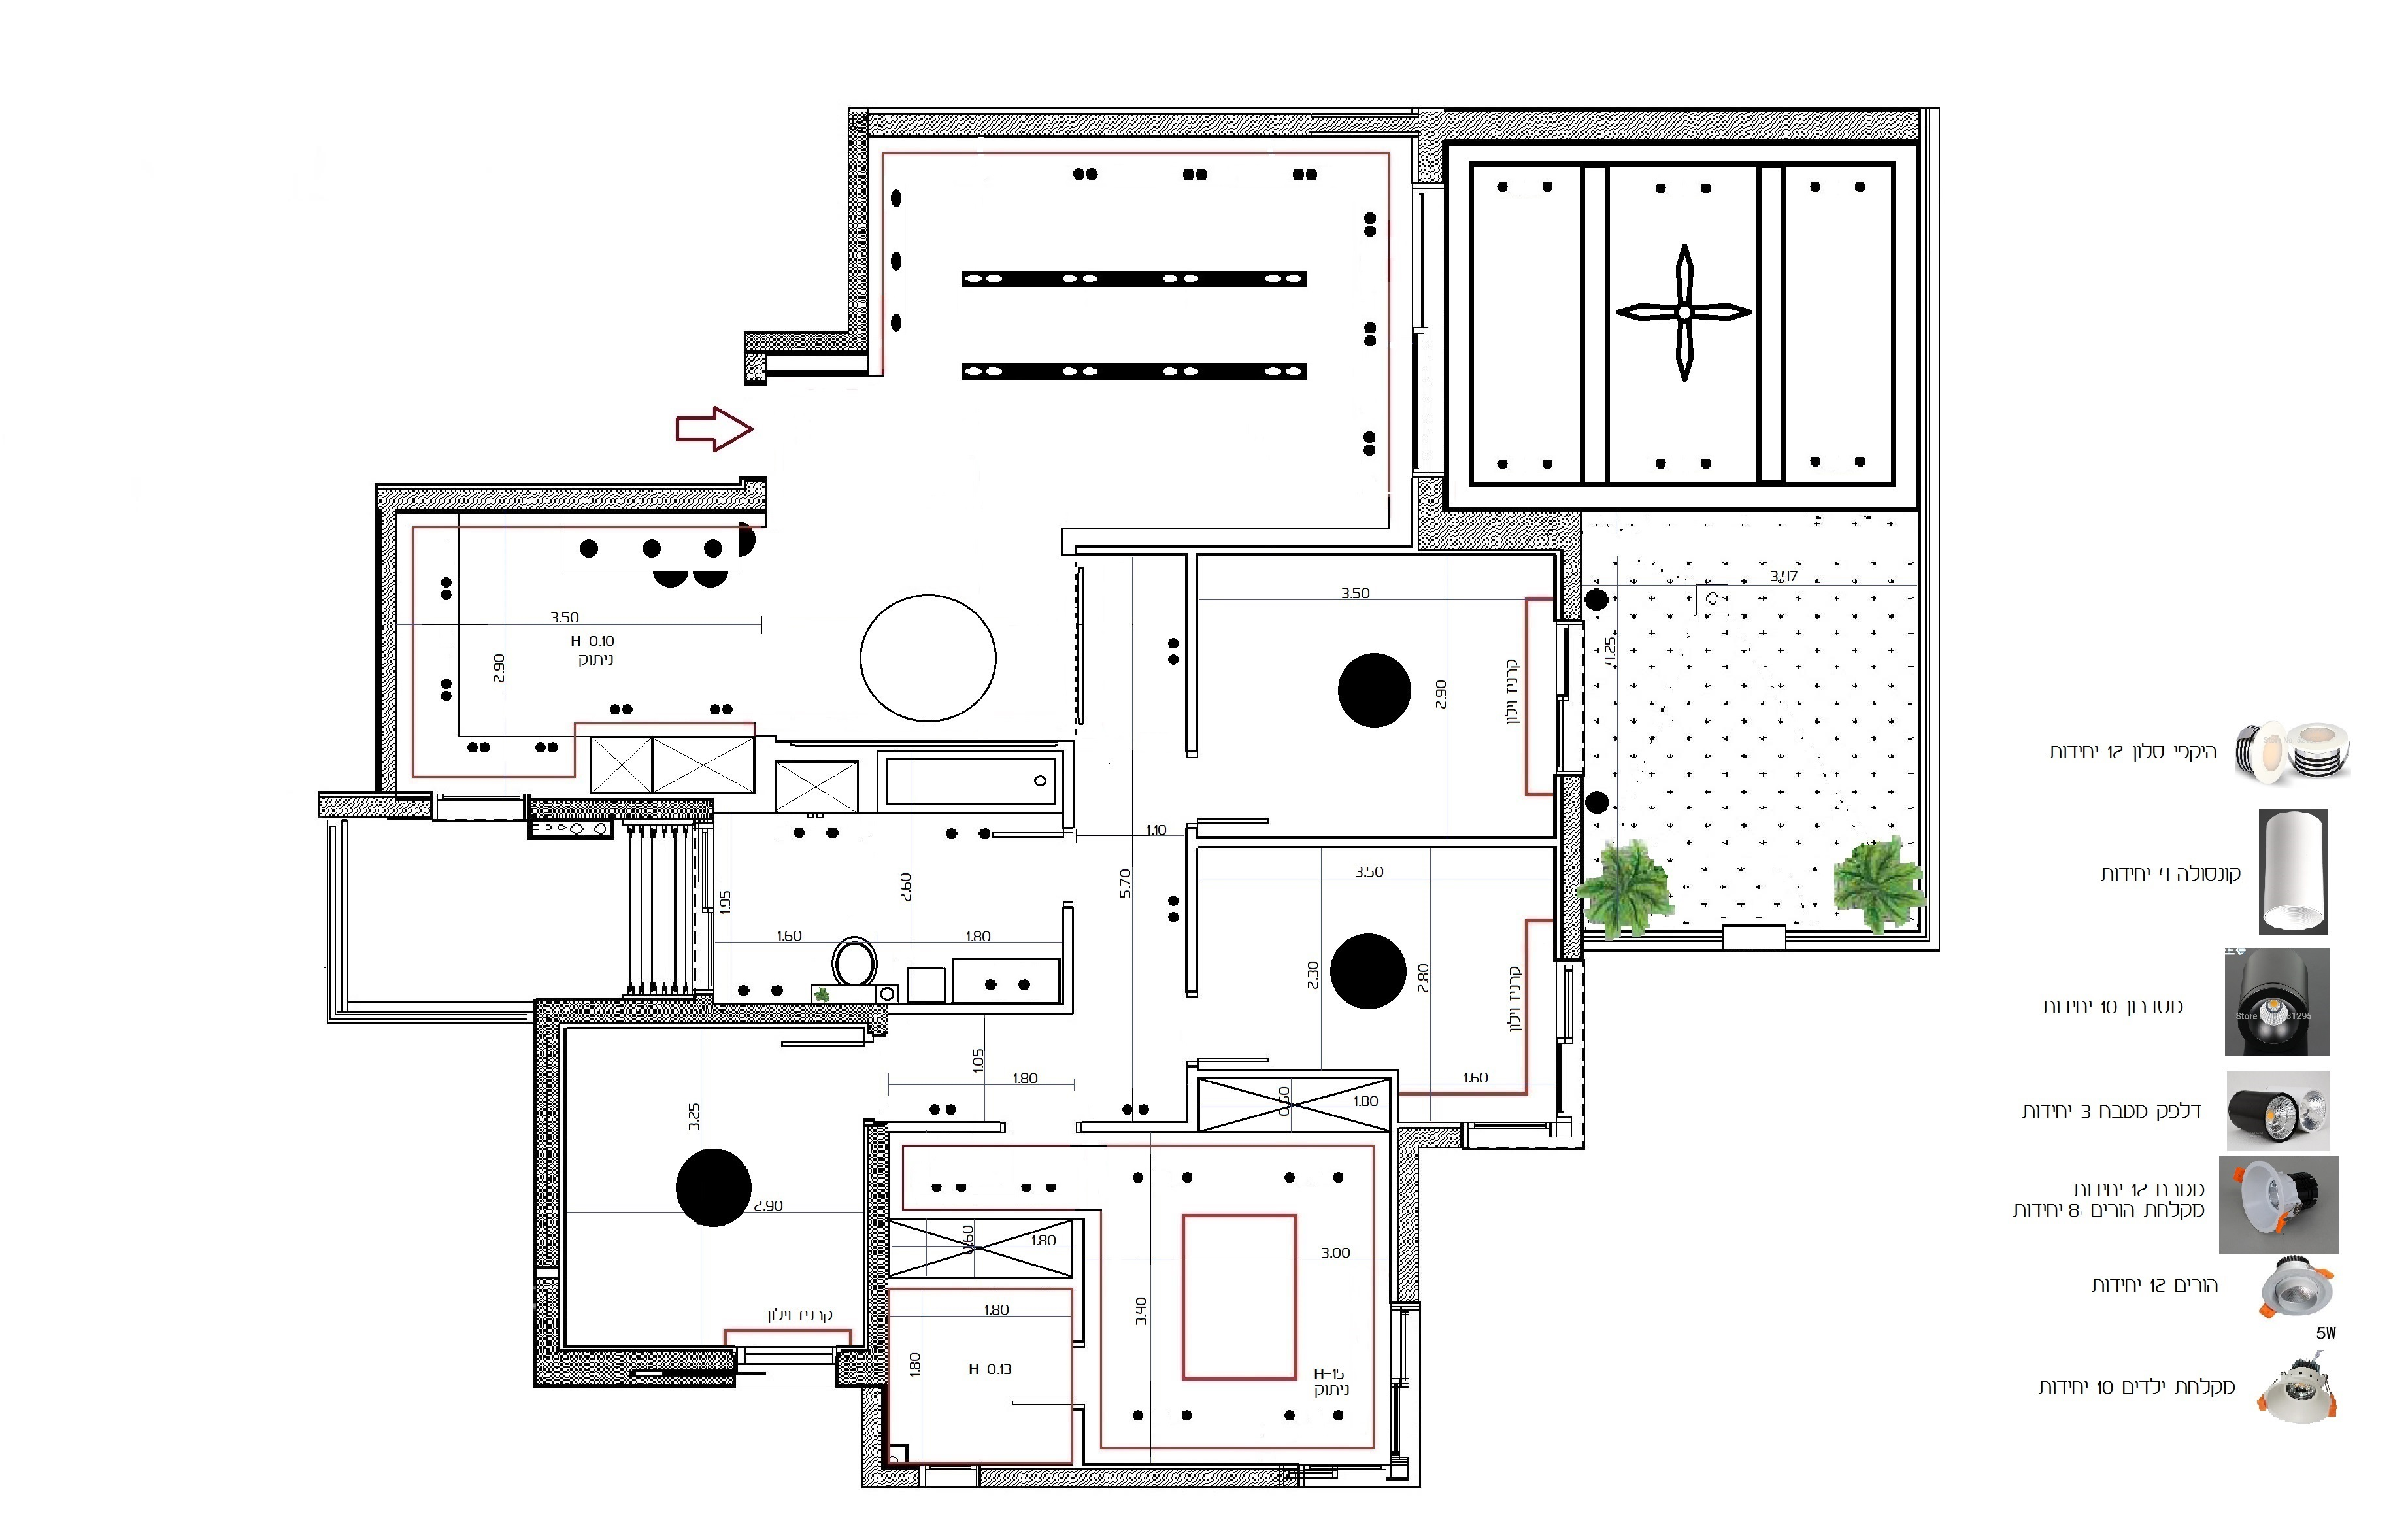 3.50
H-0.10
ניתוק
2.90
3.50
2.90
קרניז וילון
3.47
4.25
1.10
5.70
2.60
1.95
1.60
1.80
3.50
2.30
2.80
קרניז וילון
1.60
1.05
1.80
0.60
1.80
3.25
2.90
קרניז וילון
0.60
1.80
3.00
3.40
1.80
1.80
H-0.13
H-15
ניתוק
היקפי סלון 12 יחידות
קונסולה 4 יחידות
מסדרון 10 יחידות
דלפק מטבח 3 יחידות
מטבח 12 יחידות
מקלחת הורים 8 יחידות
הורים 12 יחידות
5W
מקלחת ילדים 10 יחידות